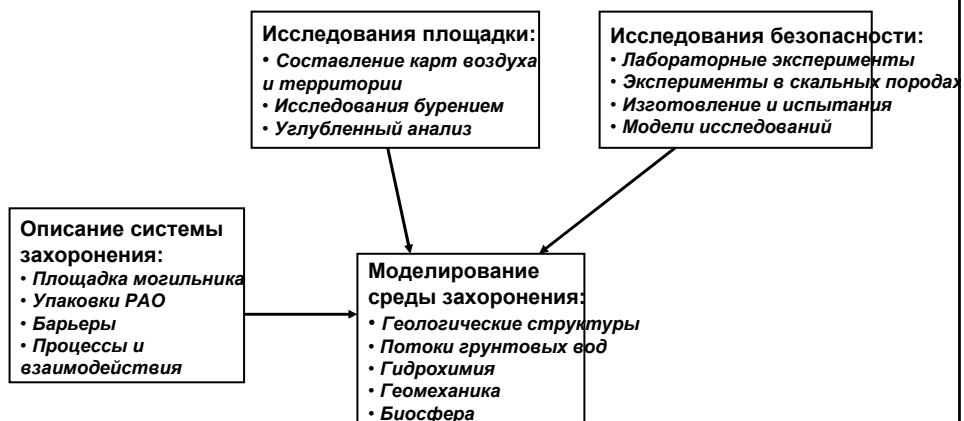 Исследования площадки:
• Составление карт воздуха
и территории
• Исследования бурением
• Углубленный анализ
Исследования безопасности:
• Лабораторные эксперименты
• Эксперименты в скальных породах
• Изготовление и испытания
• Модели исследований
Описание системы
захоронения:
• Площадка могильника
• Упаковки РАО
• Барьеры
• Процессы и
взаимодействия
Моделирование
среды захоронения:
• Геологические структуры
• Потоки грунтовых вод
• Гидрохимия
• Геомеханика
• Биосфера